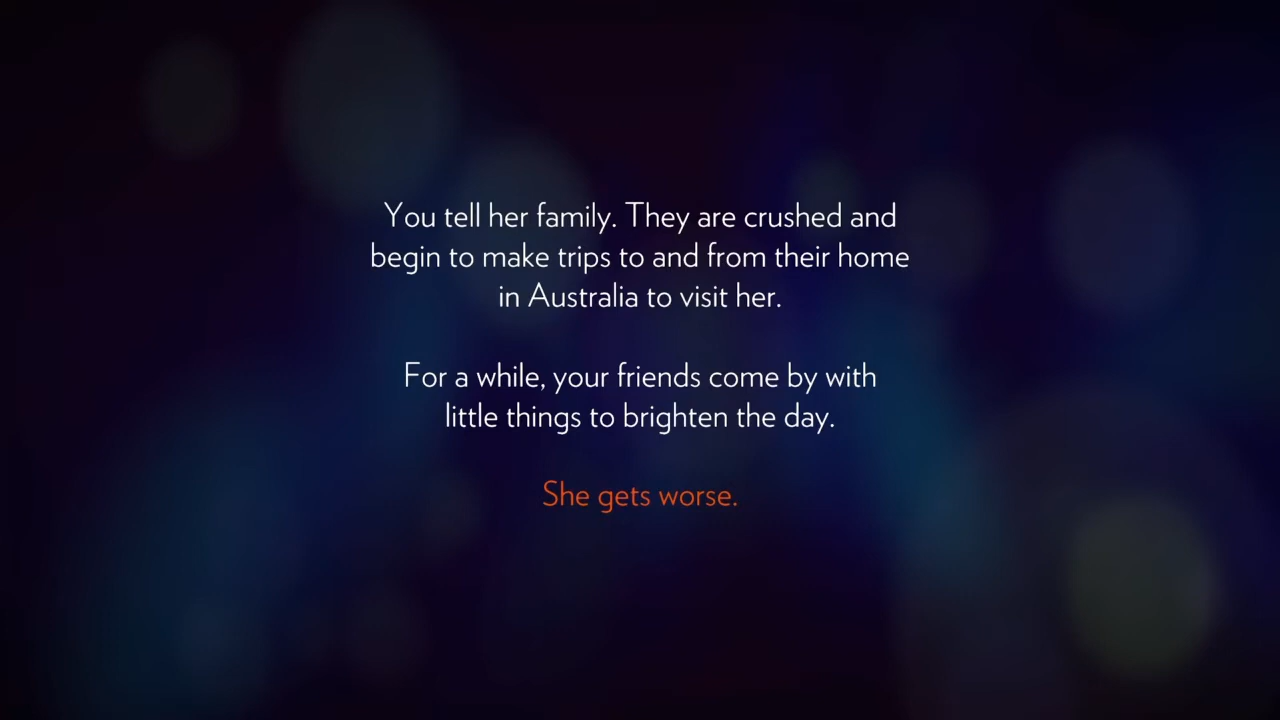 You tell her family. They are crushed and
begin to make trips to and from their home
in Australia to visit her.
For a while, your friends come by with
little things to brighten the day.
She gets worse.